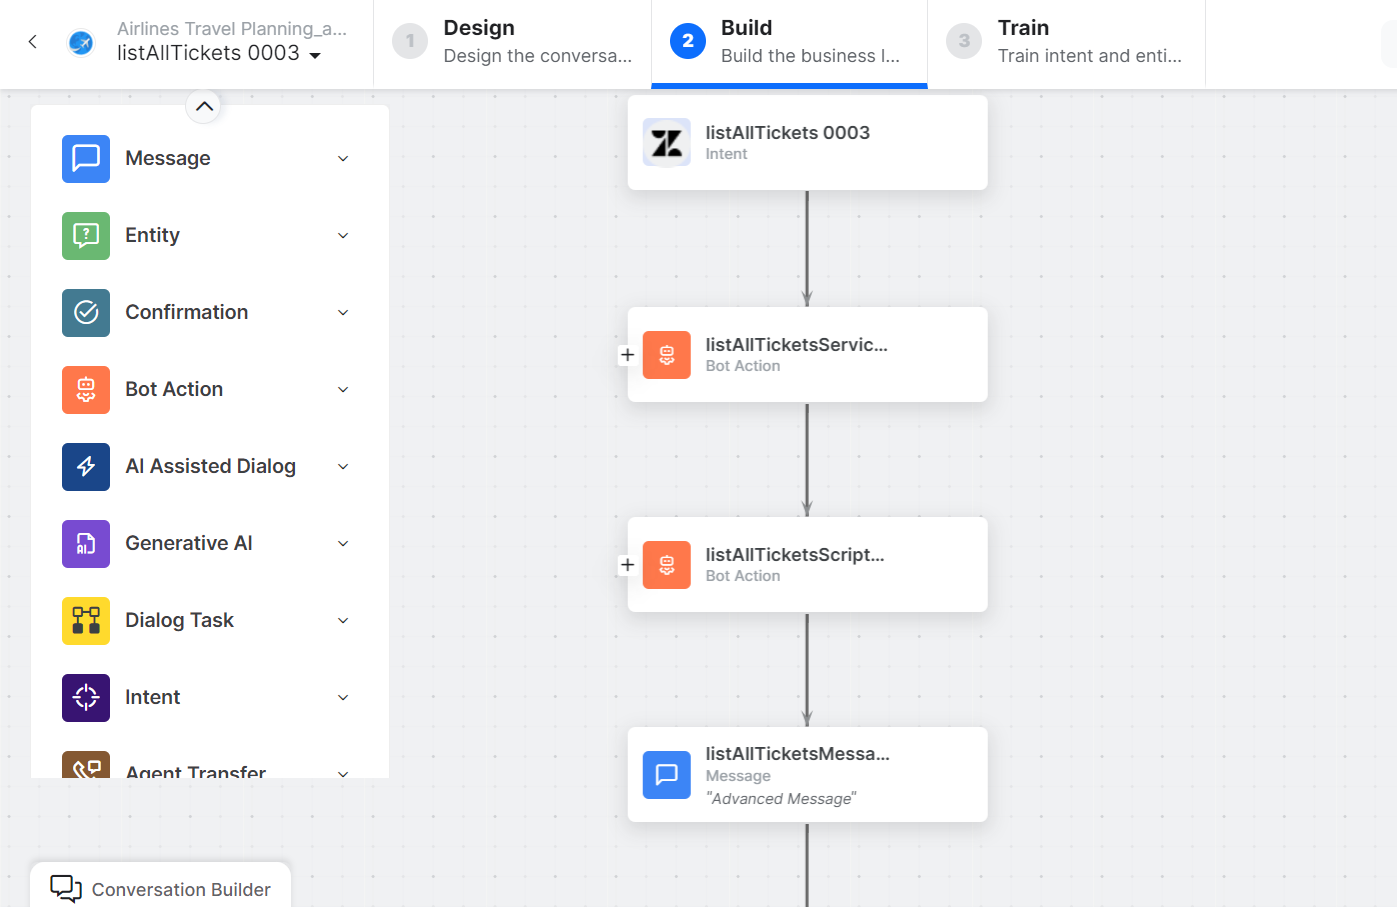 Airlines Travel Planning_a...
listAllTickets 0003
1
Design
Design the conversa...
2
Build
Build the business l...
3
Train
Train intent and enti...
Message
Entity
Confirmation
Bot Action
AI Assisted Dialog
Generative AI
Dialog Task
Intent
Agent Transfer
listAllTickets 0003
Intent
listAllTicketsServic...
Bot Action
listAllTicketsScript...
Bot Action
listAllTicketsMessa...
Message
"Advanced Message"
Conversation Builder